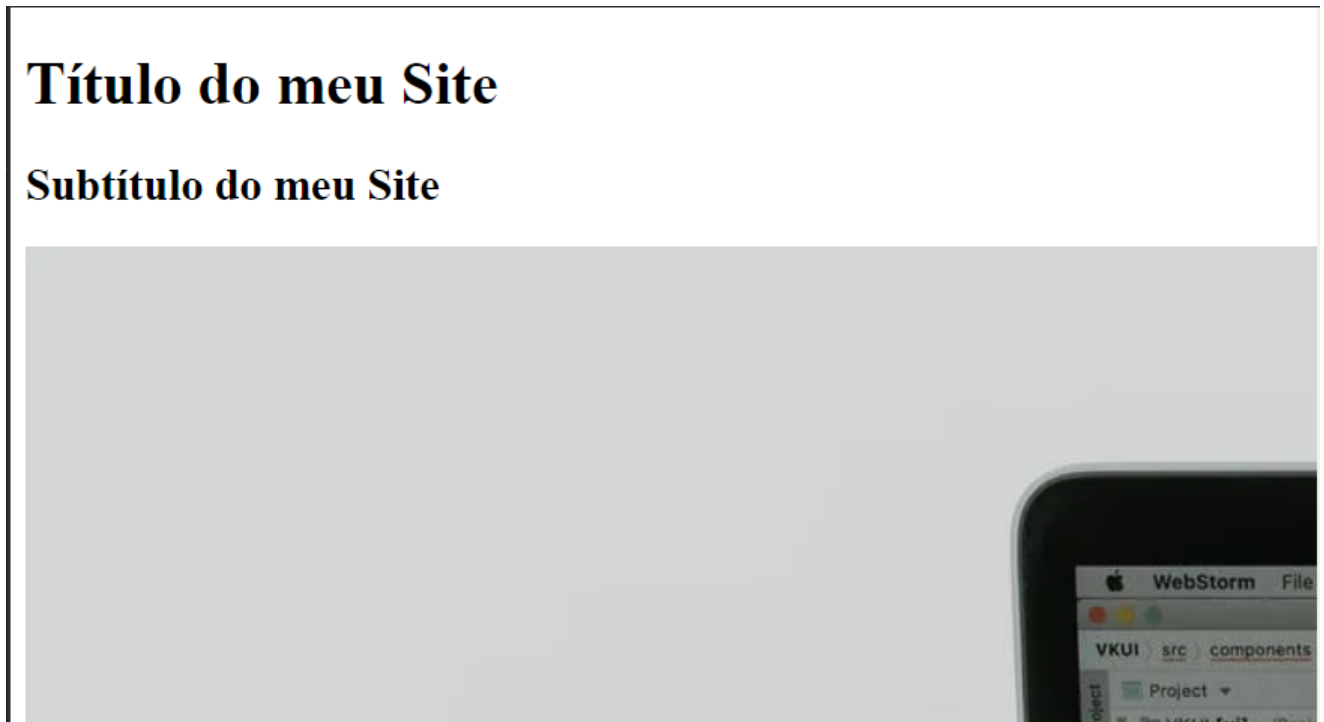 Título do meu Site
Subtítulo do meu Site
WebStorm File
VKUI src components
Project